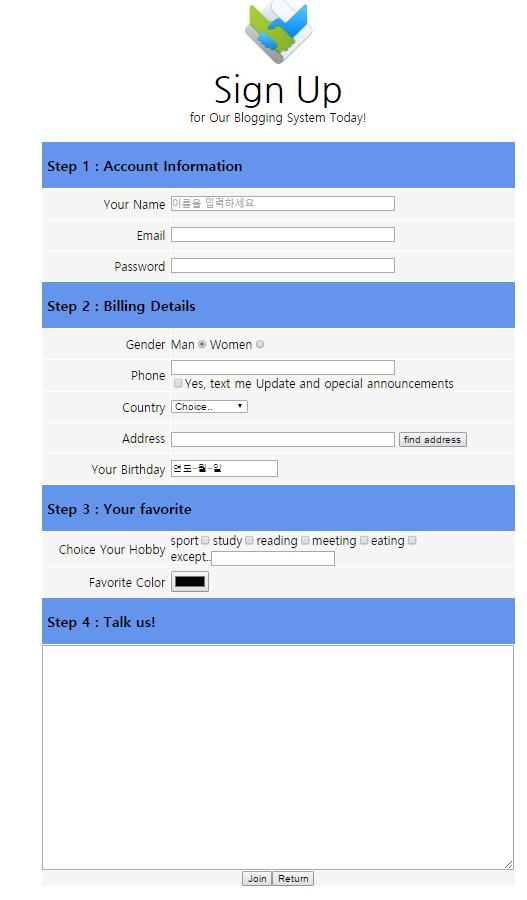 Sign Up
for Our Blogging System Today!
Step 1 : Account Information
Your Name 이름을 입력하세요
Email
Password
Step 2 : Billing Details
Gender Man Women
Phone
Yes, text me Update and opecial announcements
Country Choice..
Address find address
Your Birthday 연도-월-일
Step 3 : Your favorite
Choice Your Hobby sport study reading meeting eating
except..
Favorite Color
Step 4 : Talk us!
Join Return